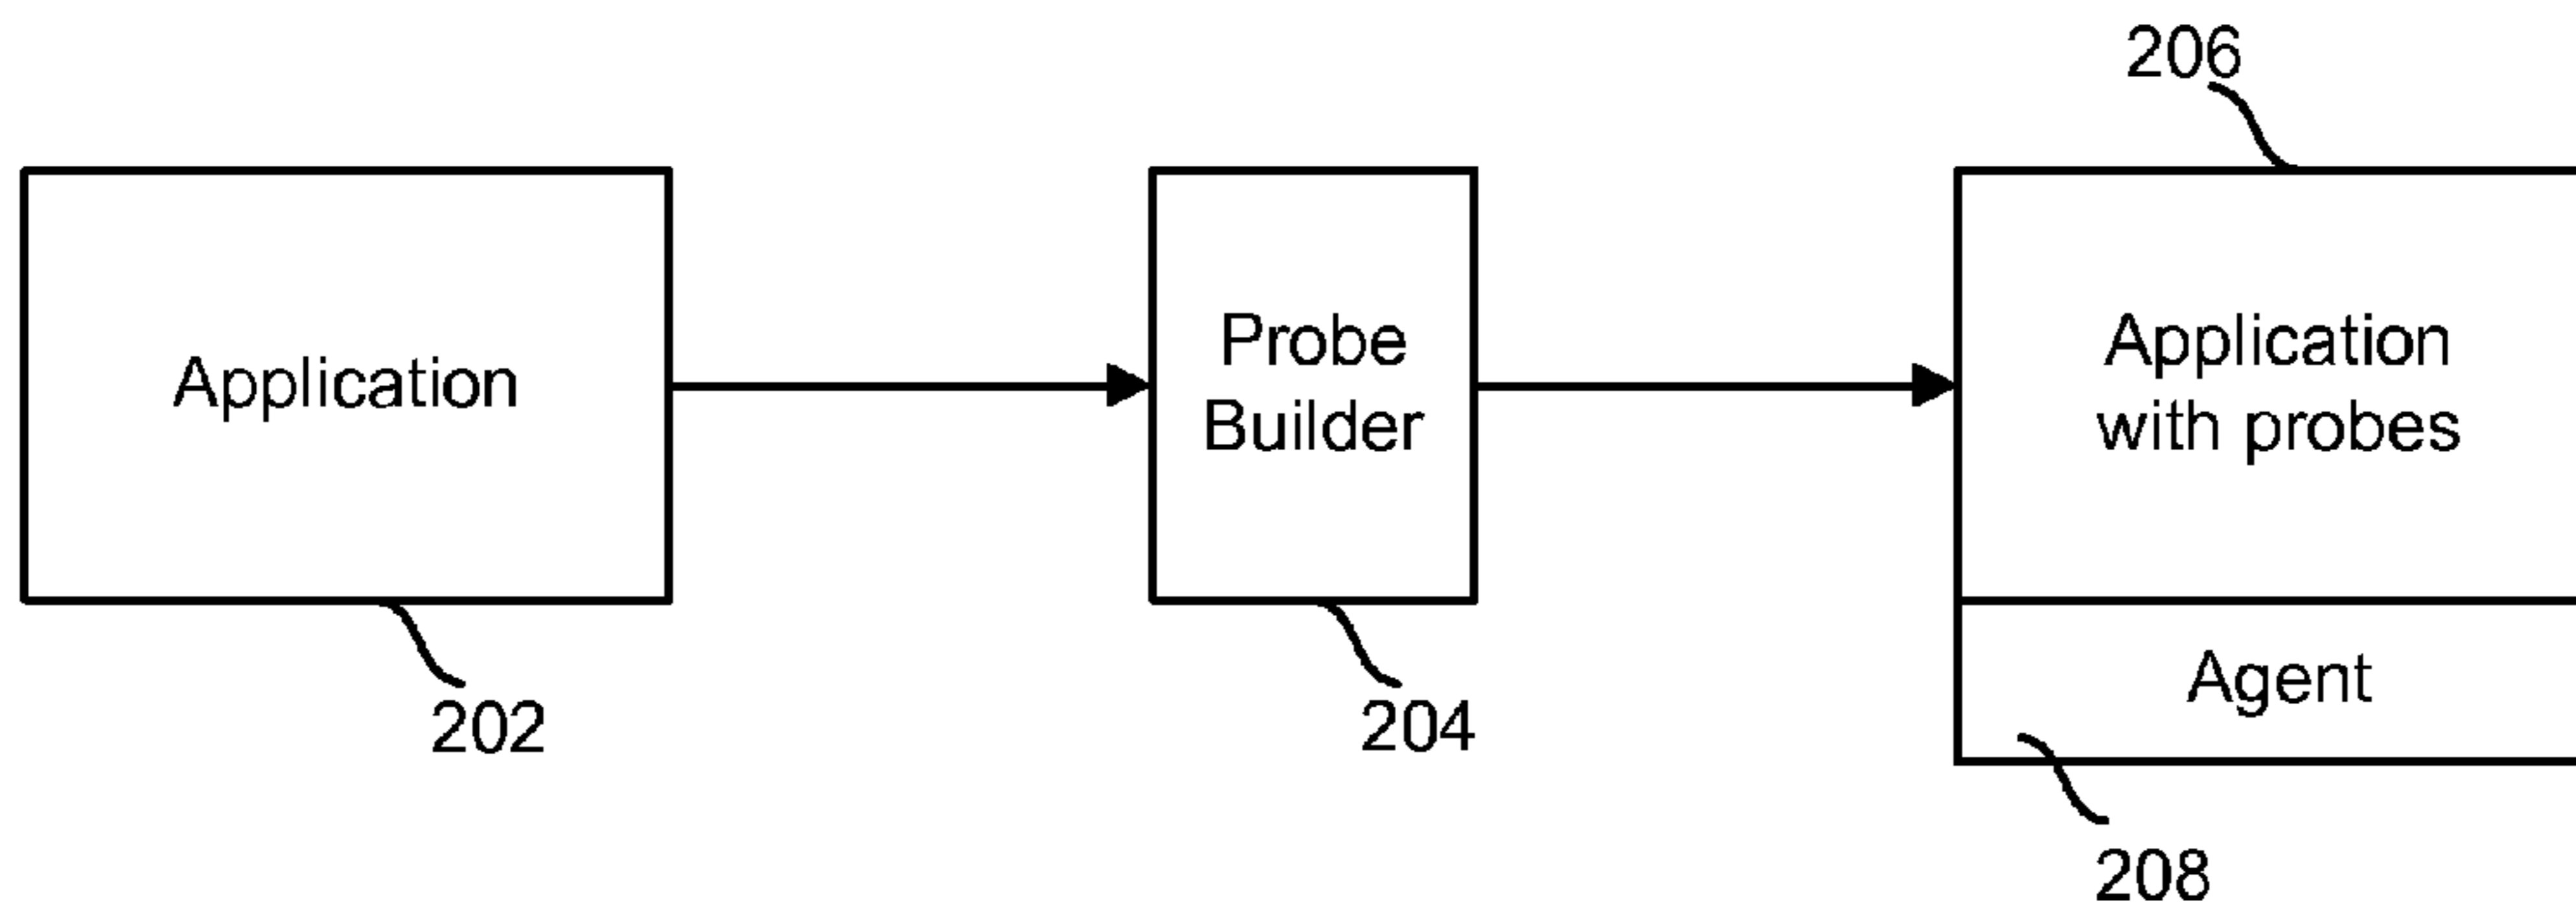 206
Application
Probe
Builder
Application
with probes
Agent
202
204
208